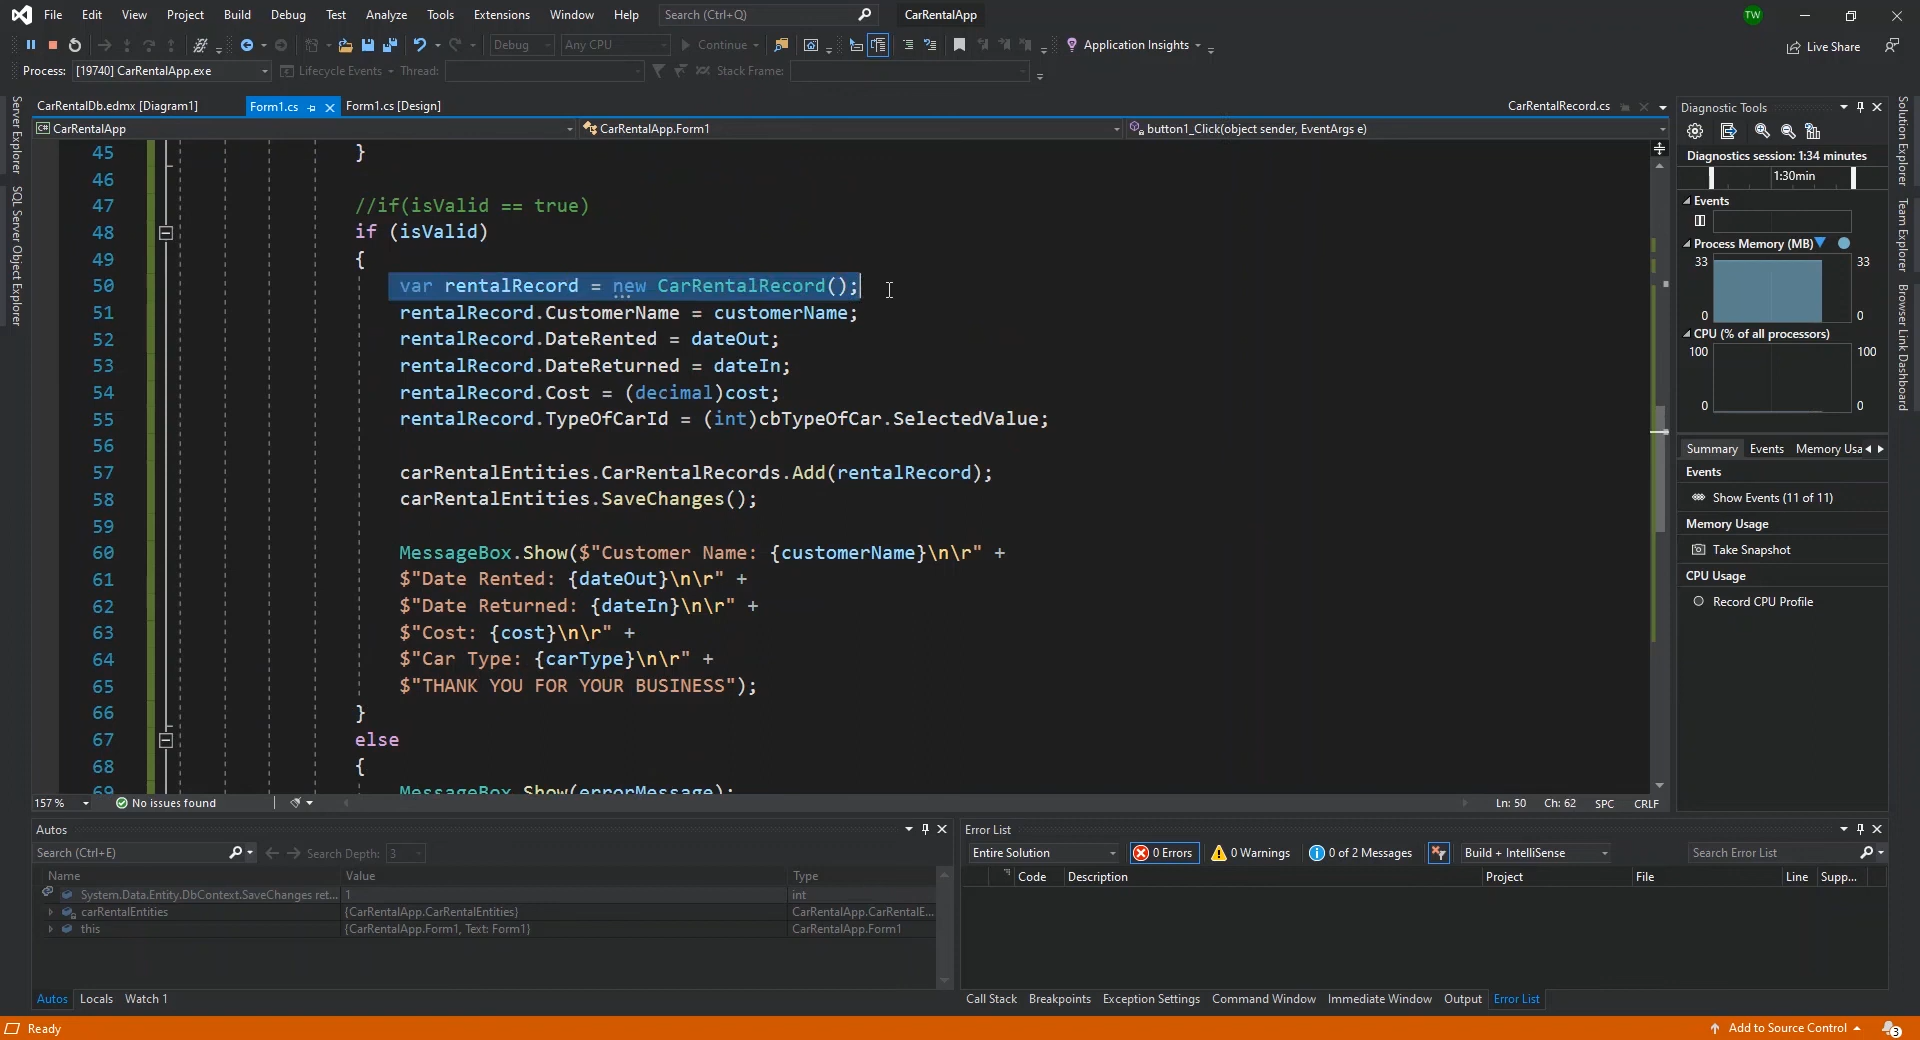 File Edit View Project Build Debug Test Analyze Tools Extensions Window Help Search (Ctrl+Q) CarRentalApp TW
Debug Any CPU Continue Application Insights Live Share
Process: [19740] CarRentalApp.exe Lifecycle Events Thread: Stack Frame:
CarRentalDb.edmx [Diagram1] Form1.cs Form1.cs [Design] CarRentalRecord.cs
CarRentalApp CarRentalApp.Form1 button1_Click(object sender, EventArgs e)
Server Explorer
SQL Server Object Explorer
45 }
46
47 //if(isValid == true)
48 if (isValid)
49 {
50 var rentalRecord = new CarRentalRecord();
51 rentalRecord.CustomerName = customerName;
52 rentalRecord.DateRented = dateOut;
53 rentalRecord.DateReturned = dateIn;
54 rentalRecord.Cost = (decimal)cost;
55 rentalRecord.TypeOfCarId = (int)cbTypeOfCar.SelectedValue;
56
57 carRentalEntities.CarRentalRecords.Add(rentalRecord);
58 carRentalEntities.SaveChanges();
59
60 MessageBox.Show($"Customer Name: {customerName}\n\r" +
61 $"Date Rented: {dateOut}\n\r" +
62 $"Date Returned: {dateIn}\n\r" +
63 $"Cost: {cost}\n\r" +
64 $"Car Type: {carType}\n\r" +
65 $"THANK YOU FOR YOUR BUSINESS");
66 }
67 else
68 {
69 MessageBox.Show(errorMessage);
157 % No issues found Ln: 50 Ch: 62 SPC CRLF
Diagnostic Tools
Diagnostics session: 1:34 minutes
1:30min
Events
Process Memory (MB)
33 33
0 0
CPU (% of all processors)
100 100
0 0
Summary Events Memory Usa
Events
Show Events (11 of 11)
Memory Usage
Take Snapshot
CPU Usage
Record CPU Profile
Solution Explorer
Team Explorer
Browser Link Dashboard
Autos
Search (Ctrl+E) Search Depth: 3
Name Value Type
System.Data.Entity.DbContext.SaveChanges ret... 1 int
carRentalEntities {CarRentalApp.CarRentalEntities} CarRentalApp.CarRentalE...
this {CarRentalApp.Form1, Text: Form1} CarRentalApp.Form1
Autos Locals Watch 1
Error List
Entire Solution 0 Errors 0 Warnings 0 of 2 Messages Build + IntelliSense Search Error List
Code Description Project File Line Supp...
Call Stack Breakpoints Exception Settings Command Window Immediate Window Output Error List
Ready Add to Source Control 3